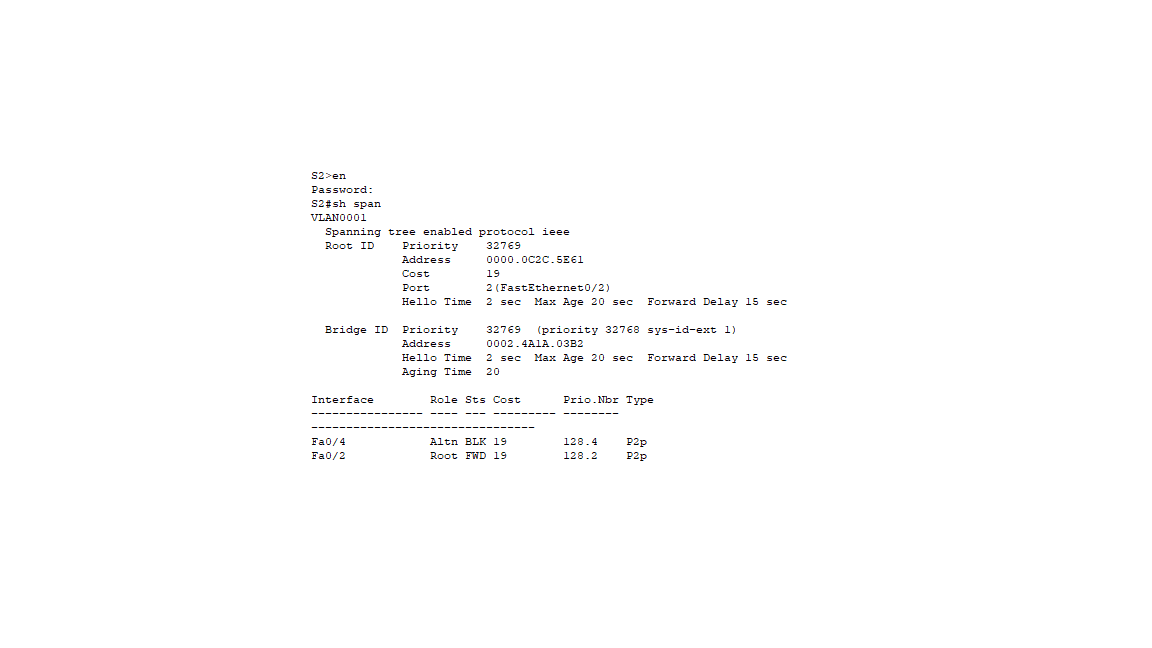 S2>en
Password:
S2#sh span
VLAN0001
  Spanning tree enabled protocol ieee
  Root ID    Priority    32769
             Address     0000.0C2C.5E61
             Cost        19
             Port        2(FastEthernet0/2)
             Hello Time  2 sec  Max Age 20 sec  Forward Delay 15 sec

  Bridge ID  Priority    32769  (priority 32768 sys-id-ext 1)
             Address     0002.4A1A.03B2
             Hello Time  2 sec  Max Age 20 sec  Forward Delay 15 sec
             Aging Time  20

Interface        Role Sts Cost      Prio.Nbr Type
---------------- ---- --- --------- --------
--------------------------------
Fa0/4            Altn BLK 19        128.4    P2p
Fa0/2            Root FWD 19        128.2    P2p